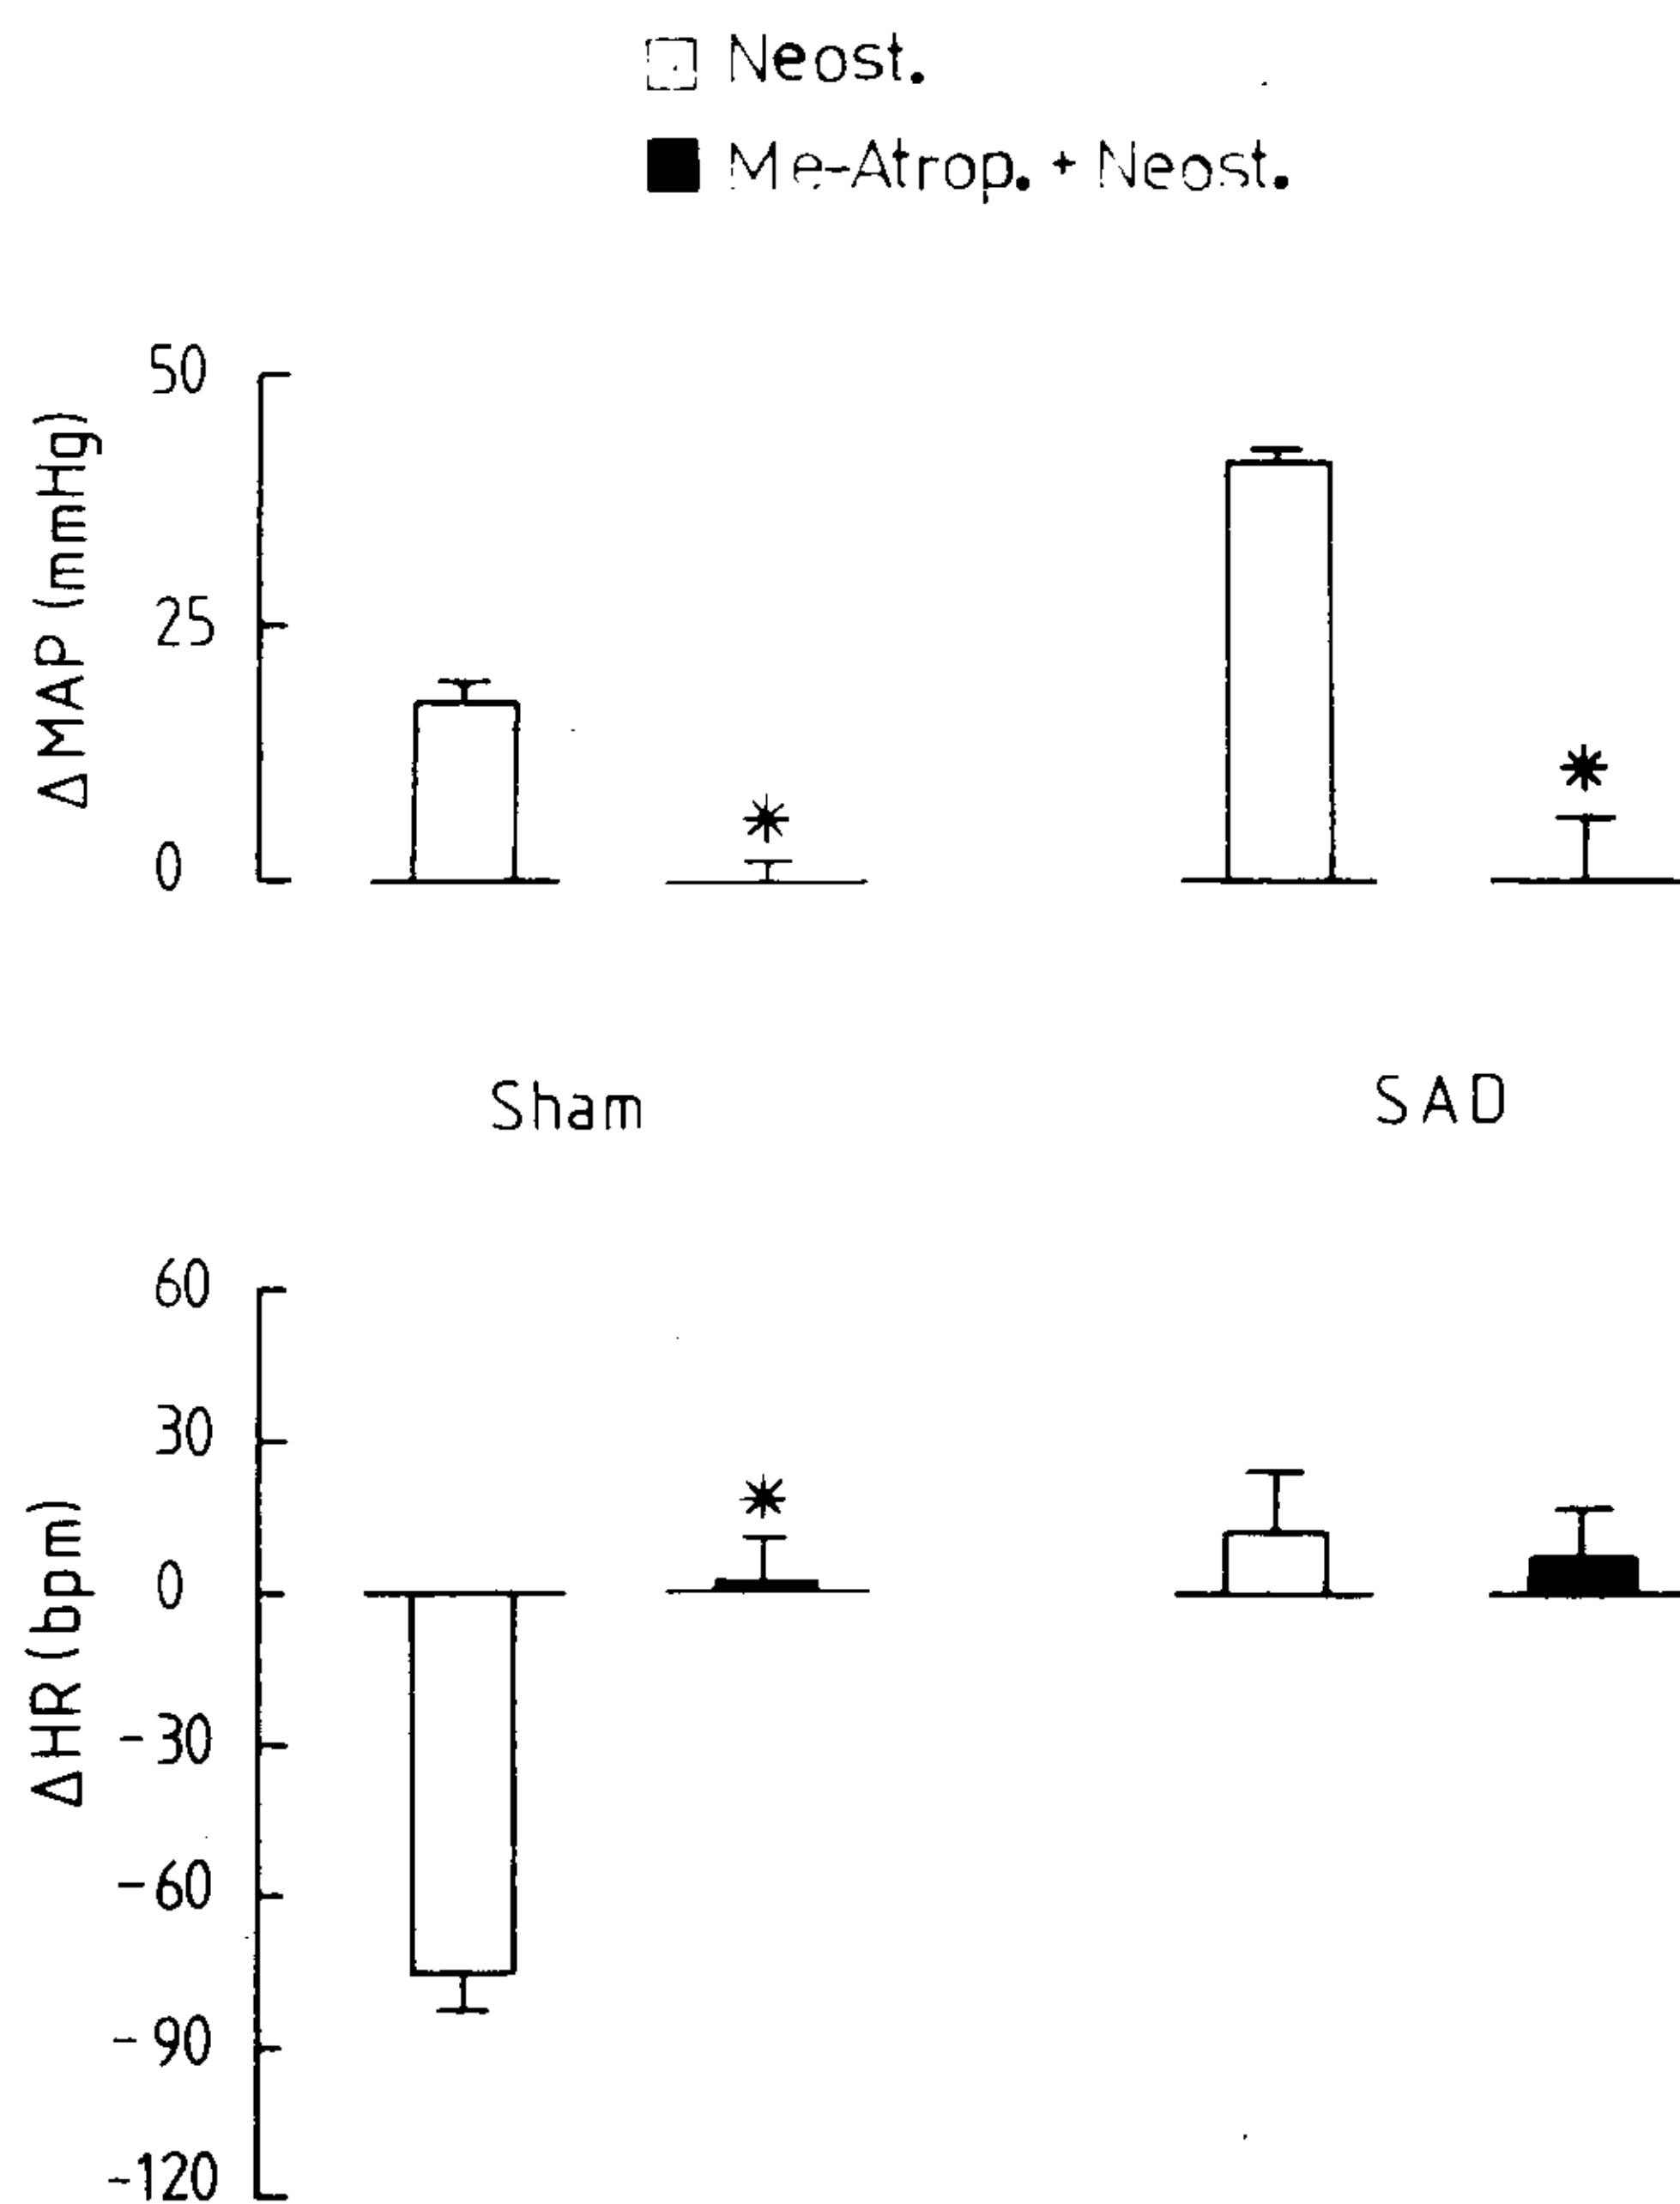 Neost.
Me-Atrop. + Neost.
ΔMAP (mmHg)
50
25
0
*
*
Sham
SAD
ΔHR (bpm)
60
30
0
-30
-60
-90
-120
*